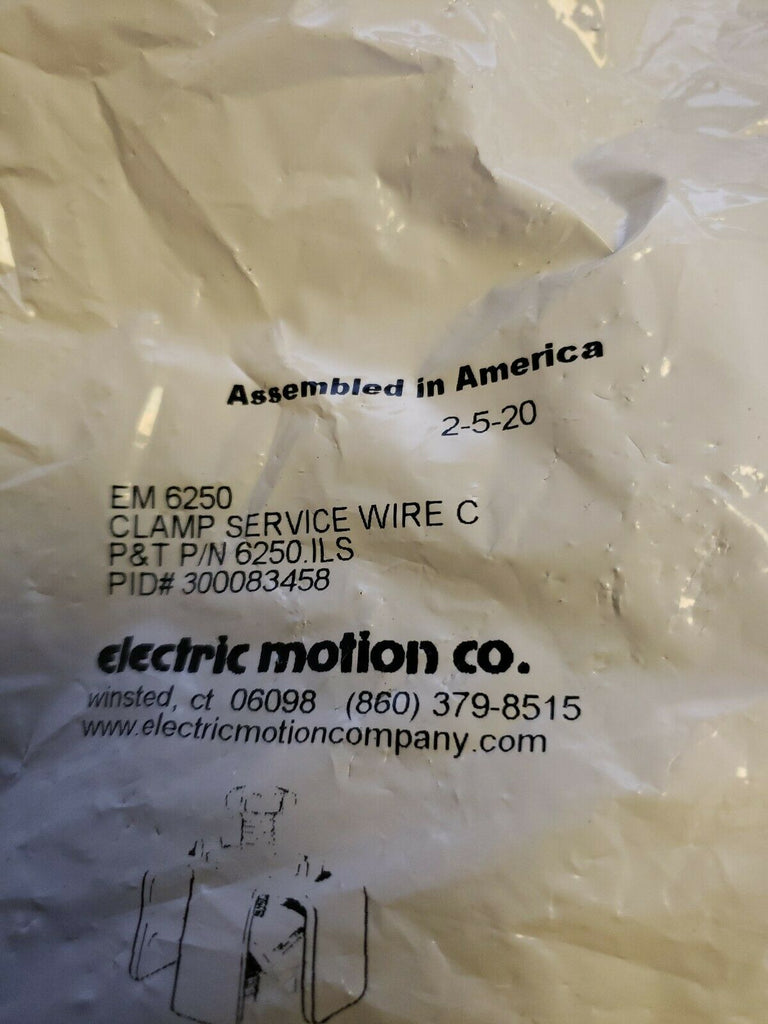 Assembled in America
2-5-20
EM 6250
CLAMP SERVICE WIRE C
P&T P/N 6250.ILS
PID# 300083458
electric motion co.
winsted, ct 06098 (860) 379-8515
www.electricmotioncompany.com